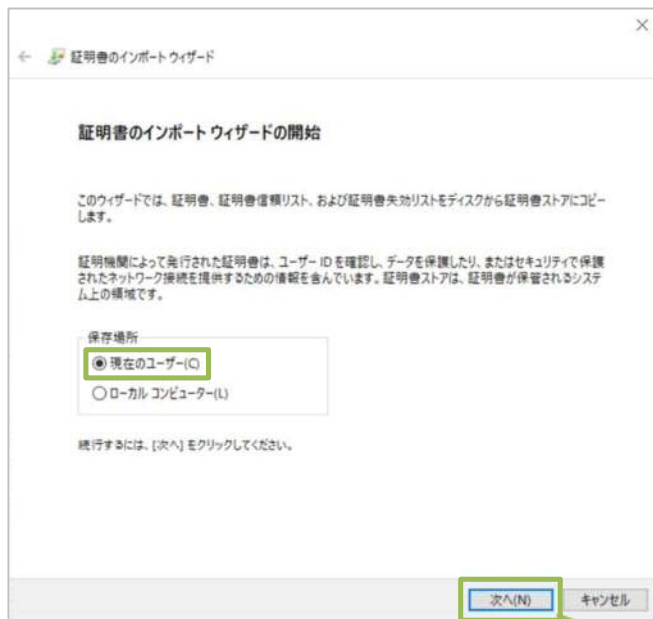 証明書のインポート ウィザード
証明書のインポート ウィザードの開始
このウィザードでは、証明書、証明書信頼リスト、および証明書失効リストをディスクから証明書ストアにコピー
します。
証明機関によって発行された証明書は、ユーザー ID を確認し、データを保護したり、またはセキュリティで保護
されたネットワーク接続を提供するための情報を含んでいます。証明書ストアは、証明書が保管されるシステ
ム上の領域です。
保存場所
現在のユーザー(C)
ローカル コンピューター(L)
続行するには、[次へ] をクリックしてください。
次へ(N)
キャンセル